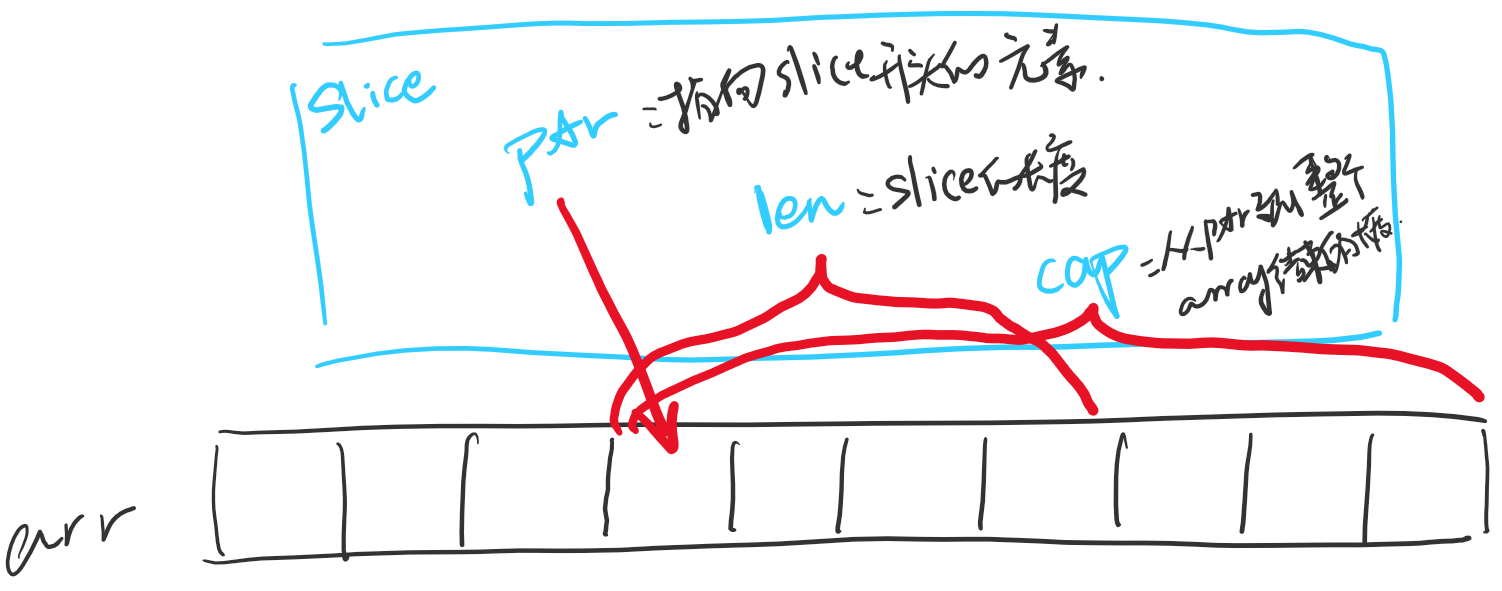 slice
ptr = 指向slice开头的元素.
len = slice的长度
cap = 从ptr到整个
array结束的长度.
arr